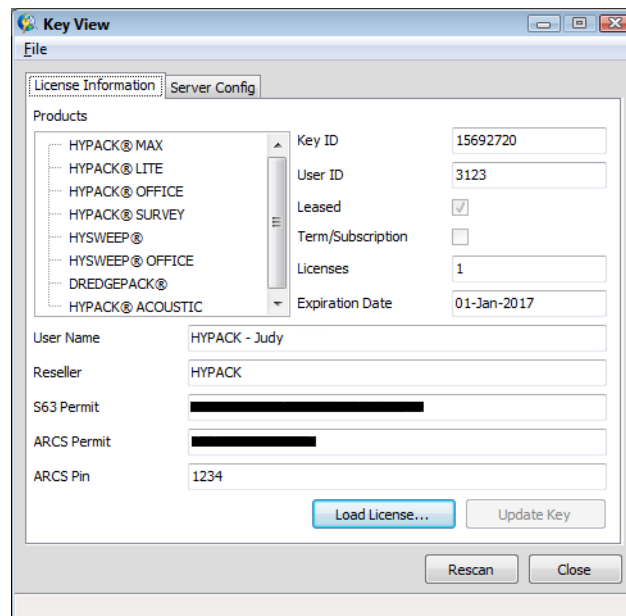 Key View
File
License Information
Server Config
Products
HYPACK® MAX
HYPACK® LITE
HYPACK® OFFICE
HYPACK® SURVEY
HYSWEEP®
HYSWEEP® OFFICE
DREDGEPACK®
HYPACK® ACOUSTIC
Key ID 15692720
User ID 3123
Leased
Term/Subscription
Licenses 1
Expiration Date 01-Jan-2017
User Name HYPACK - Judy
Reseller HYPACK
S63 Permit
ARCS Permit
ARCS Pin 1234
Load License... Update Key
Rescan Close